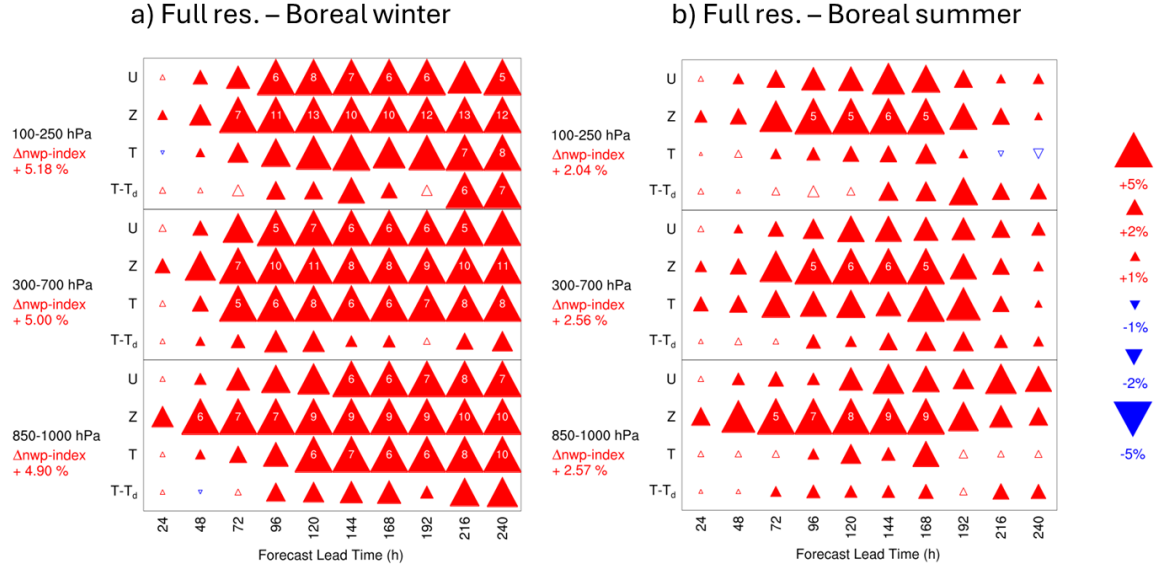 a) Full res. – Boreal winter
100-250 hPa
Δnwp-index
+ 5.18 %
U 6 8 7 6 6 5
Z 7 11 13 10 10 12 13 12
T 7 8
T-Td 6 7
300-700 hPa
Δnwp-index
+ 5.00 %
U 5 7 6 6 6 5
Z 7 10 11 8 8 9 10 11
T 5 6 8 6 6 7 8 8
T-Td
850-1000 hPa
Δnwp-index
+ 4.90 %
U 6 6 7 8 7
Z 6 7 7 9 9 9 9 10 10
T 6 7 6 6 8 10
T-Td
24 48 72 96 120 144 168 192 216 240
Forecast Lead Time (h)
b) Full res. – Boreal summer
100-250 hPa
Δnwp-index
+ 2.04 %
U
Z 5 5 6 5
T
T-Td
300-700 hPa
Δnwp-index
+ 2.56 %
U
Z 5 6 6 5
T
T-Td
850-1000 hPa
Δnwp-index
+ 2.57 %
U
Z 5 7 8 9 9
T
T-Td
24 48 72 96 120 144 168 192 216 240
Forecast Lead Time (h)
+5%
+2%
+1%
-1%
-2%
-5%